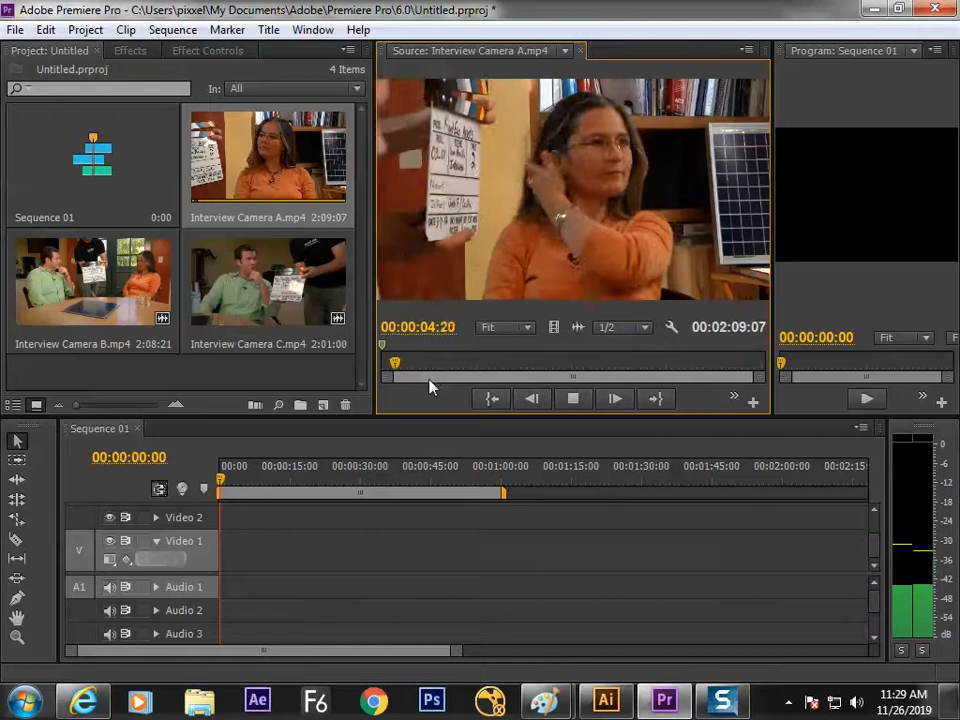 Adobe Premiere Pro - C:\Users\pixxel\My Documents\Adobe\Premiere Pro\6.0\Untitled.prproj *
File Edit Project Clip Sequence Marker Title Window Help
Project: Untitled × Effects Effect Controls
Source: Interview Camera A.mp4 ×
Program: Sequence 01
Untitled.prproj 4 Items
In: All
Sequence 01 0:00
Interview Camera A.mp4 2:09:07
Interview Camera B.mp4 2:08:21
Interview Camera C.mp4 2:01:00
00:00:04:20 Fit 1/2 00:02:09:07
00:00:00:00 Fit
Sequence 01 ×
00:00:00:00
00:00 00:00:15:00 00:00:30:00 00:00:45:00 00:01:00:00 00:01:15:00 00:01:30:00 00:01:45:00 00:02:00:00 00:02:15:
Video 2
V Video 1
A1 Audio 1
Audio 2
Audio 3
0
-6
-12
-18
-24
-30
-36
-42
-48
-54
dB
S S
Ae F6 Ps Ai Pr S
11:29 AM
11/26/2019